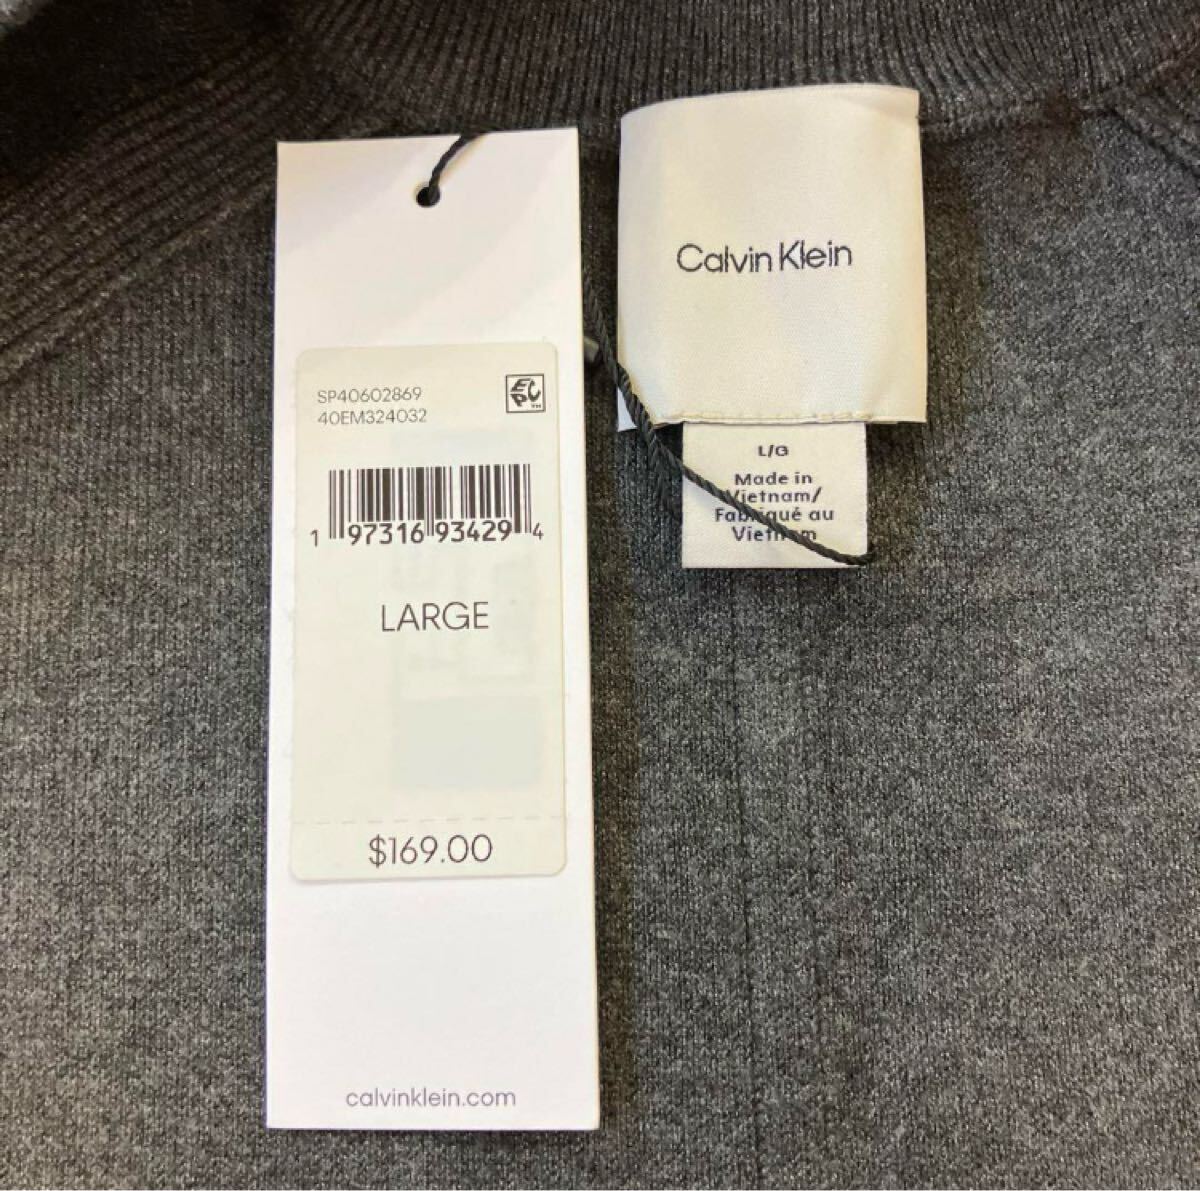 SP40602869
40EM324032
EPC™
1 97316 93429 4
LARGE
$169.00
calvinklein.com
Calvin Klein
L/G
Made in
Vietnam/
Fabriqué au
Vietnam